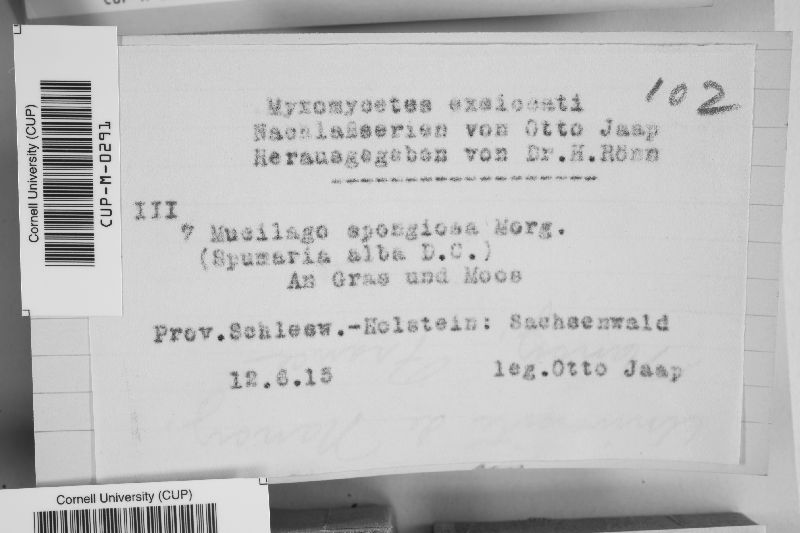 Cornell University (CUP)
CUP-M-0291
102
Myxomycetes exsiccati
Nachlaßserien von Otto Jaap
Herausgegeben von Dr.H.Rönn
III
7 Mucilago spongiosa Morg.
(Spumaria alba D.C.)
An Gras und Moos
Prov.Schlesw.-Holstein: Sachsenwald
12.6.15 leg.Otto Jaap
Cornell University (CUP)